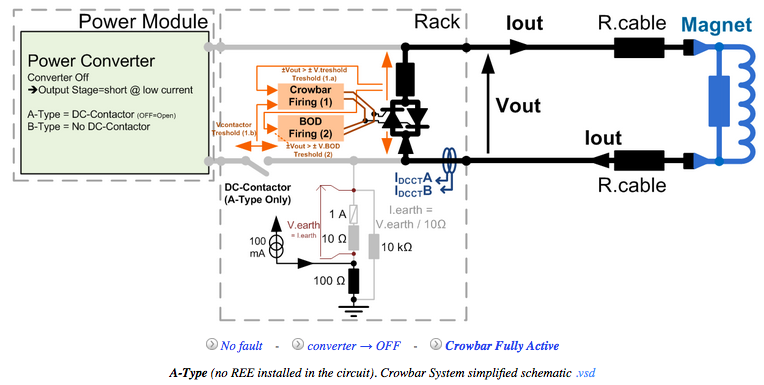 Power Module
Rack
Iout
R.cable
Magnet
Power Converter
Converter Off
➔Output Stage=short @ low current
A-Type = DC-Contactor (OFF=Open)
B-Type = No DC-Contactor
±Vout > ± V.treshold
Treshold (1.a)
Crowbar
Firing (1)
Vcontactor
Treshold (1.b)
BOD
Firing (2)
±Vout > ± V.BOD
Treshold (2)
Vout
Iout
R.cable
DC-Contactor
(A-Type Only)
IDCCTA
IDCCTB
1 A
I.earth =
V.earth / 10Ω
V.earth
= I.earth
10 Ω
10 kΩ
100
mA
100 Ω
No fault - converter → OFF - Crowbar Fully Active
A-Type (no REE installed in the circuit). Crowbar System simplified schematic .vsd